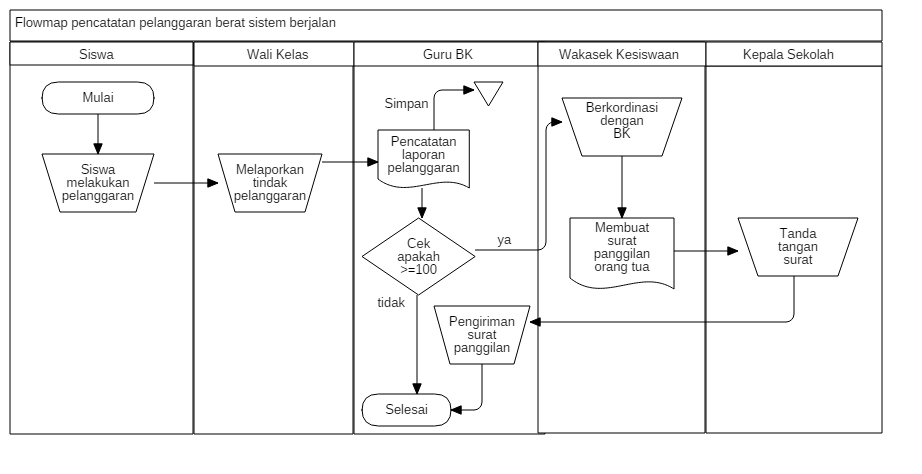 Flowmap pencatatan pelanggaran berat sistem berjalan
Siswa
Wali Kelas
Guru BK
Wakasek Kesiswaan
Kepala Sekolah
Mulai
Siswa
melakukan
pelanggaran
Melaporkan
tindak
pelanggaran
Simpan
Pencatatan
laporan
pelanggaran
Cek
apakah
>=100
ya
tidak
Berkordinasi
dengan
BK
Membuat
surat
panggilan
orang tua
Tanda
tangan
surat
Pengiriman
surat
panggilan
Selesai